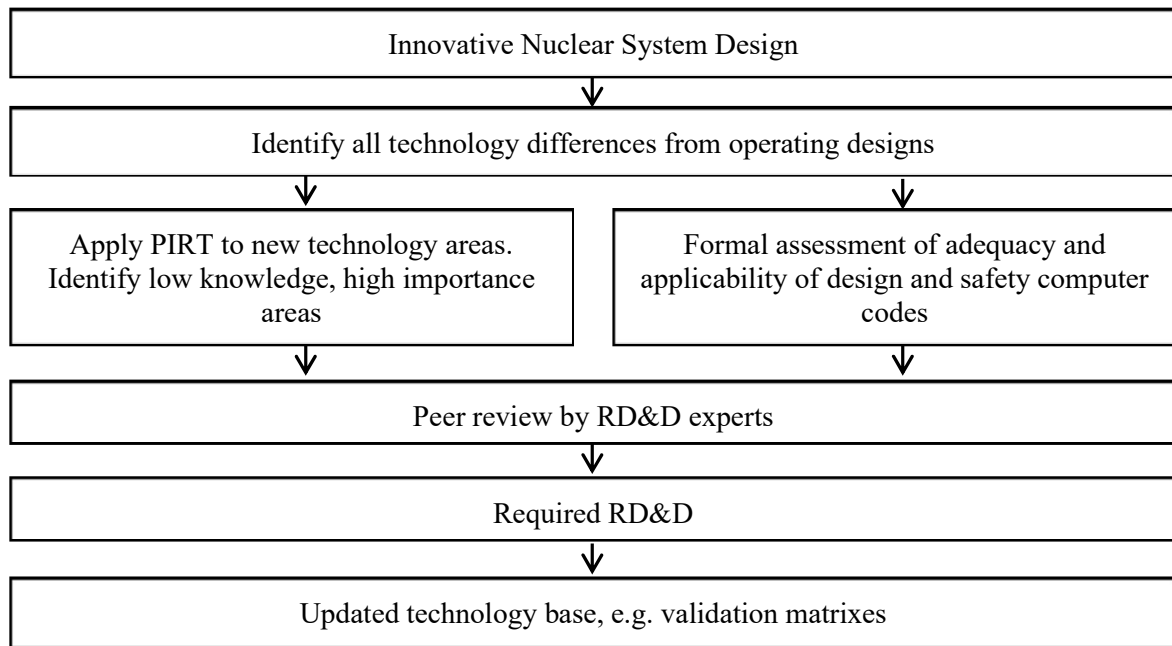 Innovative Nuclear System Design
Identify all technology differences from operating designs
Apply PIRT to new technology areas.
Identify low knowledge, high importance
areas
Formal assessment of adequacy and
applicability of design and safety computer
codes
Peer review by RD&D experts
Required RD&D
Updated technology base, e.g. validation matrixes